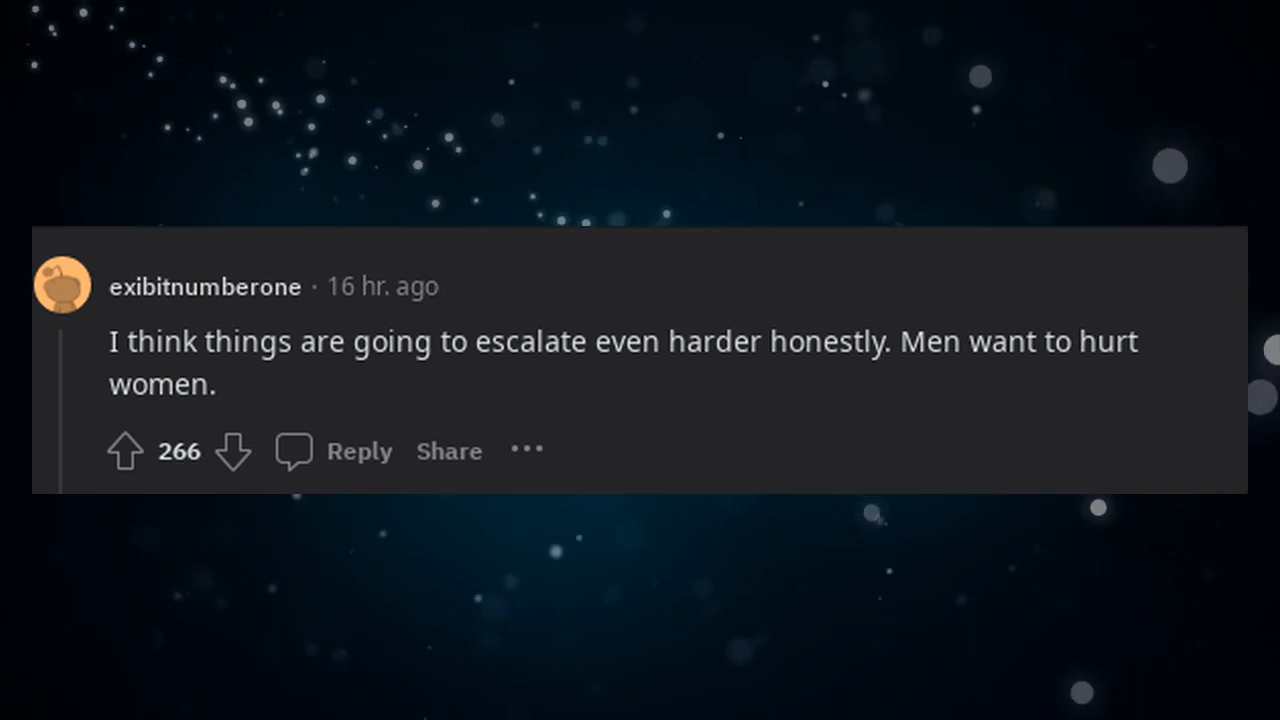 exibitnumberone · 16 hr. ago
I think things are going to escalate even harder honestly. Men want to hurt
women.
266 Reply Share ···